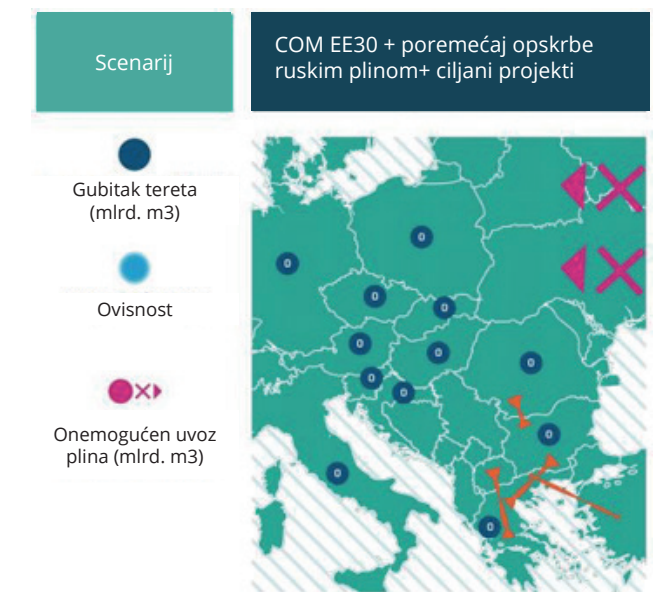 Scenarij
COM EE30 + poremećaj opskrbe
ruskim plinom+ ciljani projekti
Gubitak tereta
(mlrd. m3)
Ovisnost
Onemogućen uvoz
plina (mlrd. m3)
0
0
0
0
0
0
0
0
0
0
0
0